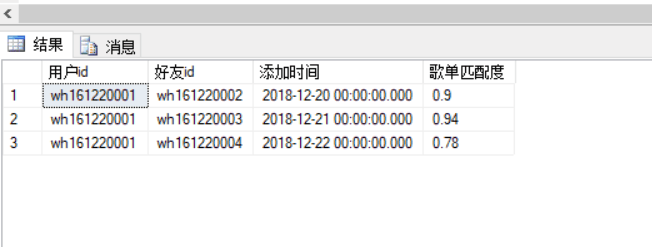 结果 消息
用户id 好友id 添加时间 歌单匹配度
1 wh161220001 wh161220002 2018-12-20 00:00:00.000 0.9
2 wh161220001 wh161220003 2018-12-21 00:00:00.000 0.94
3 wh161220001 wh161220004 2018-12-22 00:00:00.000 0.78